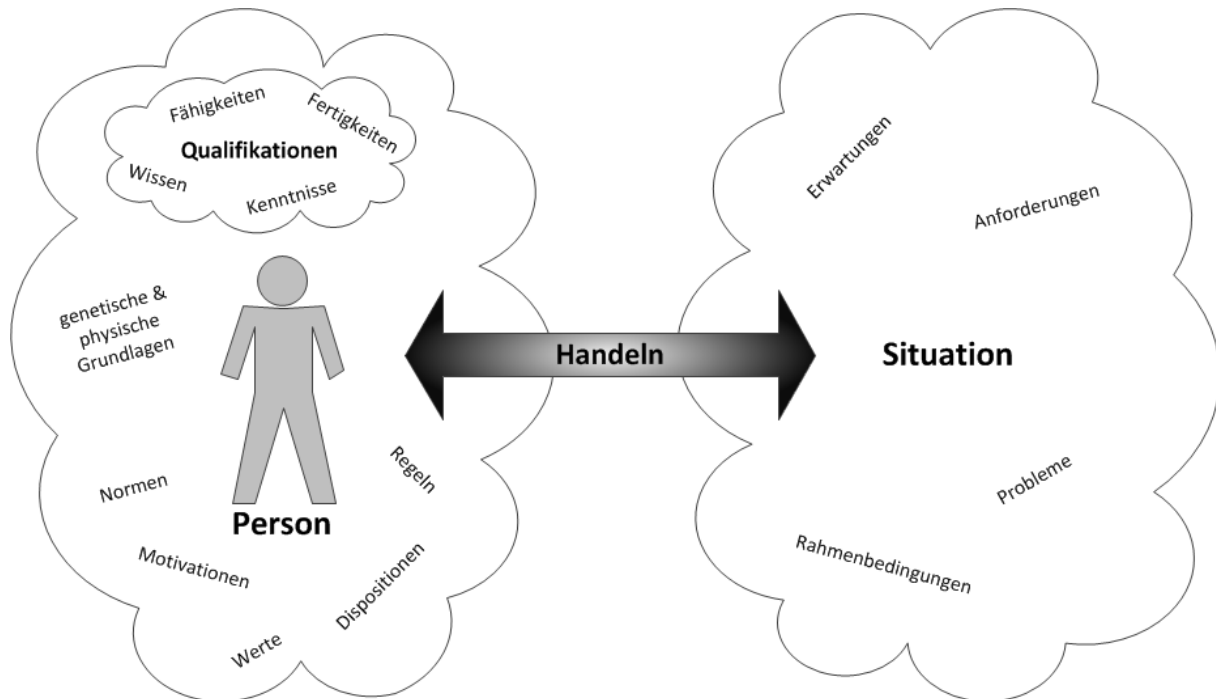 Fähigkeiten
Fertigkeiten
Qualifikationen
Wissen
Kenntnisse
genetische &
physische
Grundlagen
Normen
Regeln
Person
Motivationen
Dispositionen
Werte
Handeln
Erwartungen
Anforderungen
Situation
Probleme
Rahmenbedingungen